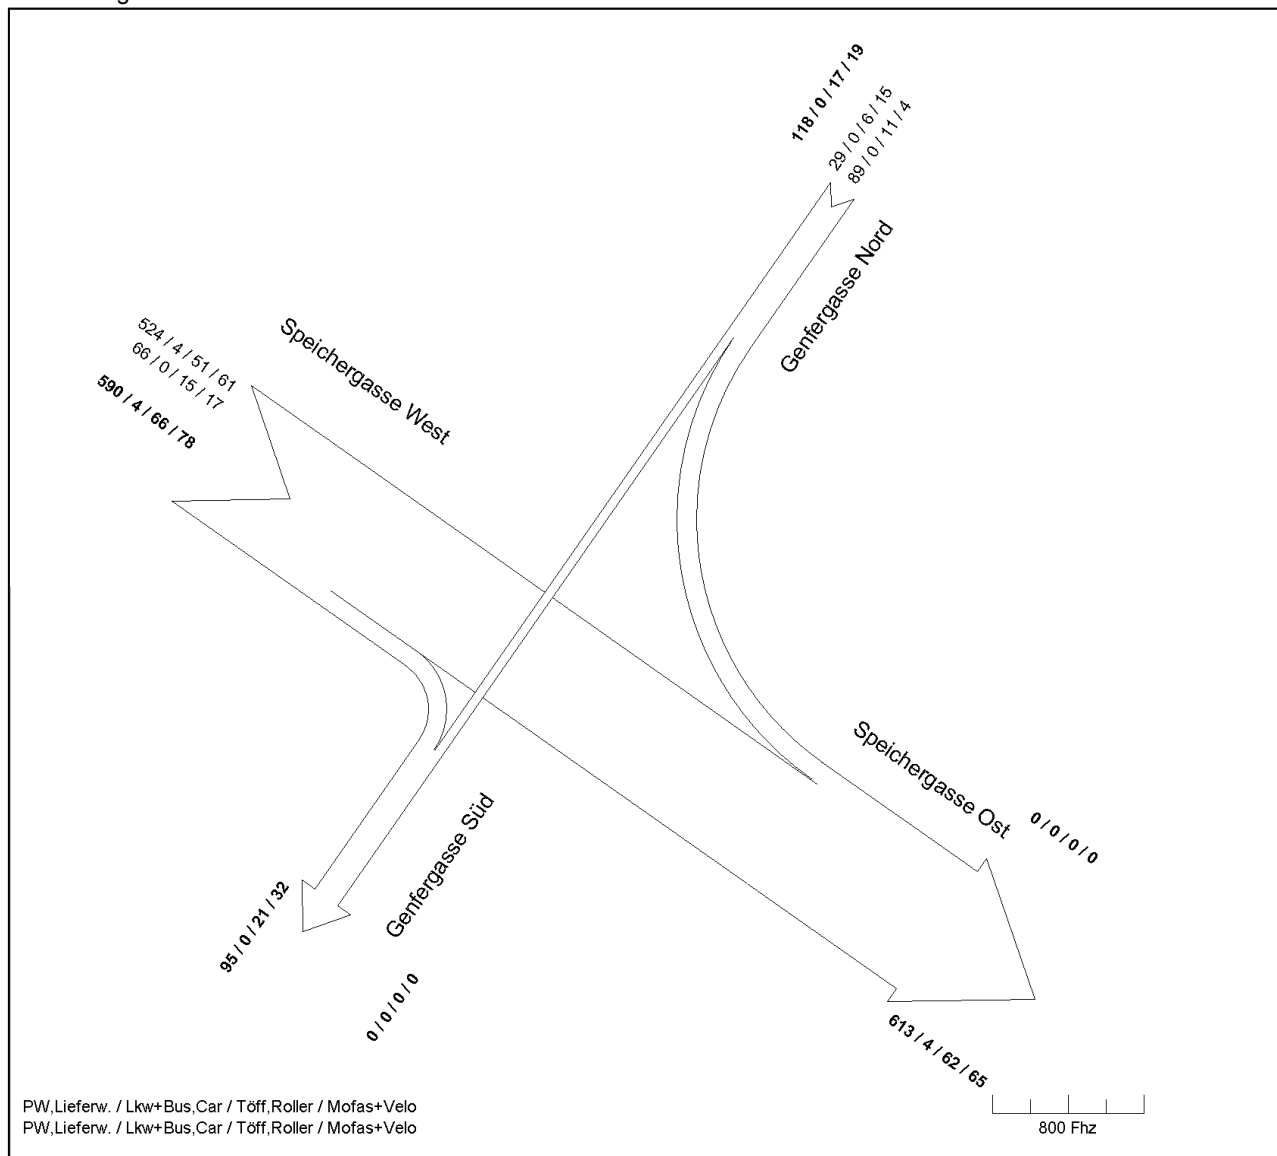 118 / 0 / 17 / 19
29 / 0 / 6 / 15
89 / 0 / 11 / 4
Genfergasse Nord
Speichergasse West
524 / 4 / 51 / 61
66 / 0 / 15 / 17
590 / 4 / 66 / 78
Speichergasse Ost
0 / 0 / 0 / 0
Genfergasse Süd
95 / 0 / 21 / 32
0 / 0 / 0 / 0
613 / 4 / 62 / 65
PW,Lieferw. / Lkw+Bus,Car / Töff,Roller / Mofas+Velo
PW,Lieferw. / Lkw+Bus,Car / Töff,Roller / Mofas+Velo
800 Fhz